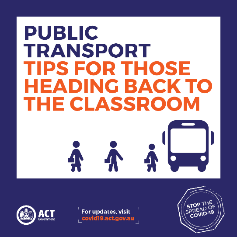 PUBLIC
TRANSPORT
TIPS FOR THOSE
HEADING BACK TO
THE CLASSROOM
ACT
For updates, visit
covid19.act.gov.au
STOP THE
SPREAD OF
COVID-19